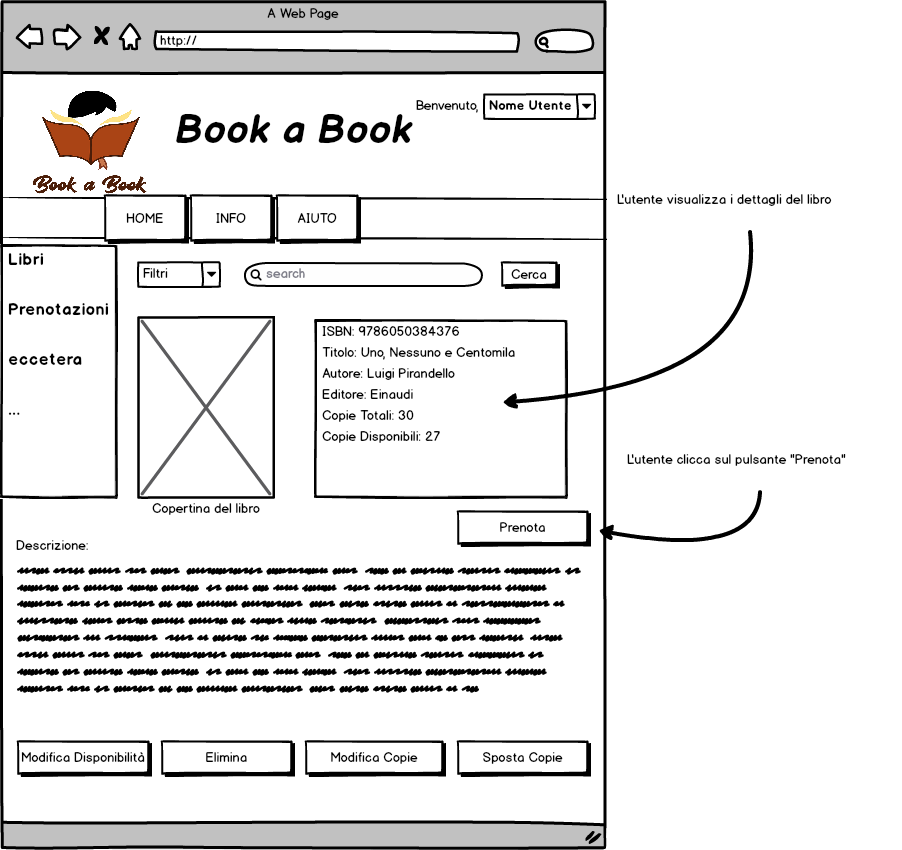 A Web Page
http://
Benvenuto,
Nome Utente
Book a Book
Book a Book
HOME
INFO
AIUTO
L'utente visualizza i dettagli del libro
Libri
Prenotazioni
eccetera
...
Filtri
search
Cerca
ISBN: 9786050384376
Titolo: Uno, Nessuno e Centomila
Autore: Luigi Pirandello
Editore: Einaudi
Copie Totali: 30
Copie Disponibili: 27
L'utente clicca sul pulsante "Prenota"
Copertina del libro
Prenota
Descrizione:
Modifica Disponibilità
Elimina
Modifica Copie
Sposta Copie